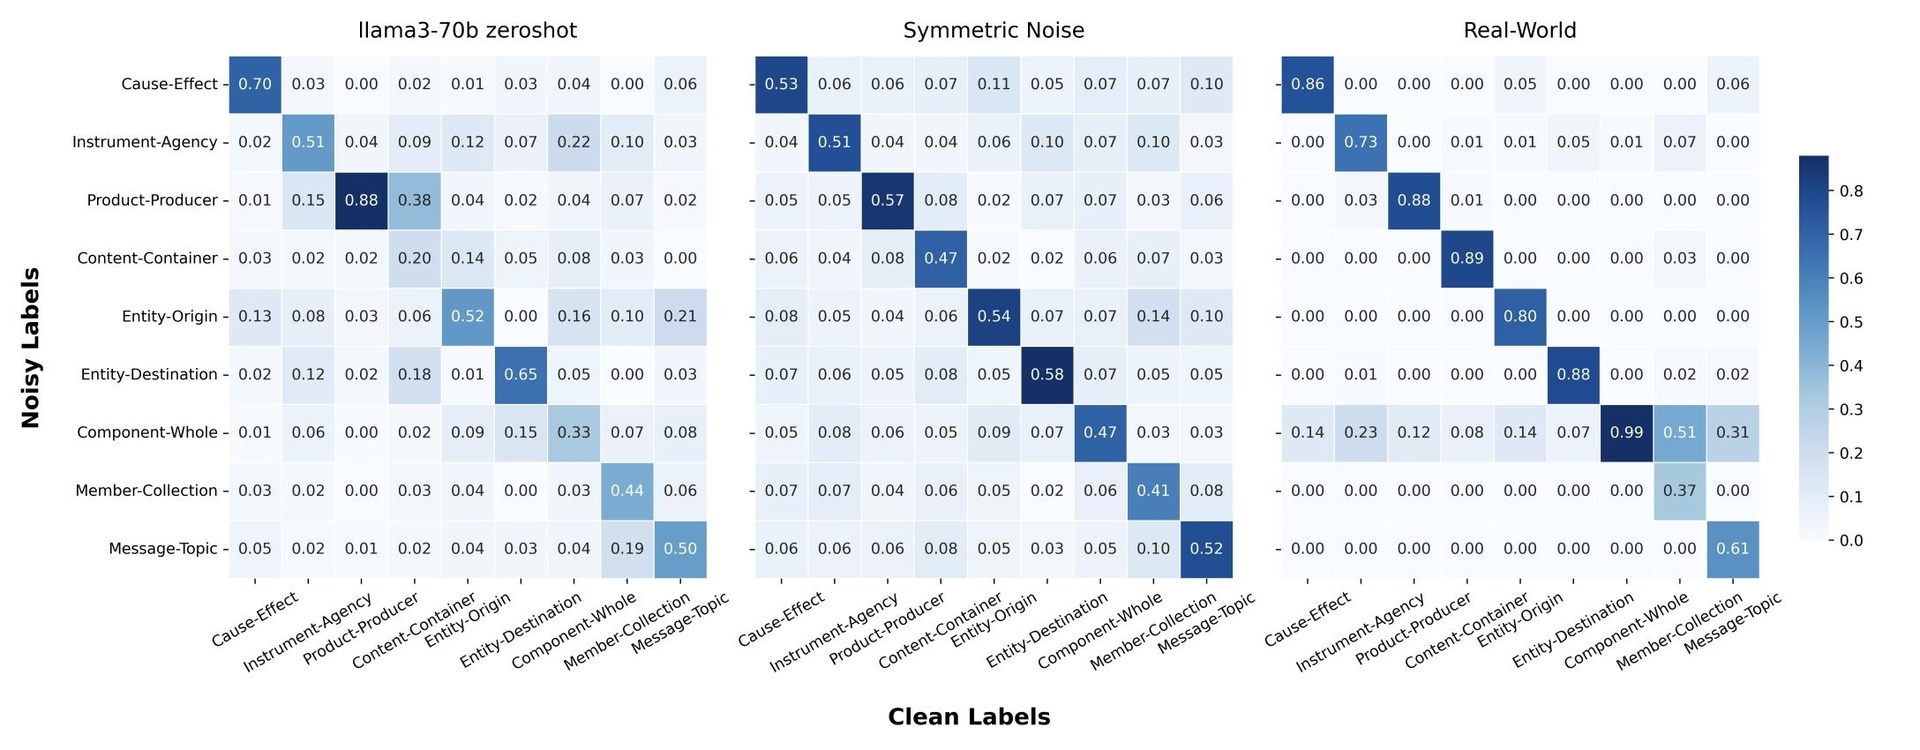 llama3-70b zeroshot Symmetric Noise Real-World
Cause-Effect 0.70 0.03 0.00 0.02 0.01 0.03 0.04 0.00 0.06 0.53 0.06 0.06 0.07 0.11 0.05 0.07 0.07 0.10 0.86 0.00 0.00 0.00 0.05 0.00 0.00 0.00 0.06
Instrument-Agency 0.02 0.51 0.04 0.09 0.12 0.07 0.22 0.10 0.03 0.04 0.51 0.04 0.04 0.06 0.10 0.07 0.10 0.03 0.00 0.73 0.00 0.01 0.01 0.05 0.01 0.07 0.00
Product-Producer 0.01 0.15 0.88 0.38 0.04 0.02 0.04 0.07 0.02 0.05 0.05 0.57 0.08 0.02 0.07 0.07 0.03 0.06 0.00 0.03 0.88 0.01 0.00 0.00 0.00 0.00 0.00
Content-Container 0.03 0.02 0.02 0.20 0.14 0.05 0.08 0.03 0.00 0.06 0.04 0.08 0.47 0.02 0.02 0.06 0.07 0.03 0.00 0.00 0.00 0.89 0.00 0.00 0.00 0.03 0.00
Entity-Origin 0.13 0.08 0.03 0.06 0.52 0.00 0.16 0.10 0.21 0.08 0.05 0.04 0.06 0.54 0.07 0.07 0.14 0.10 0.00 0.00 0.00 0.00 0.80 0.00 0.00 0.00 0.00
Entity-Destination 0.02 0.12 0.02 0.18 0.01 0.65 0.05 0.00 0.03 0.07 0.06 0.05 0.08 0.05 0.58 0.07 0.05 0.05 0.00 0.01 0.00 0.00 0.00 0.88 0.00 0.02 0.02
Component-Whole 0.01 0.06 0.00 0.02 0.09 0.15 0.33 0.07 0.08 0.05 0.08 0.06 0.05 0.09 0.07 0.47 0.03 0.03 0.14 0.23 0.12 0.08 0.14 0.07 0.99 0.51 0.31
Member-Collection 0.03 0.02 0.00 0.03 0.04 0.00 0.03 0.44 0.06 0.07 0.07 0.04 0.06 0.05 0.02 0.06 0.41 0.08 0.00 0.00 0.00 0.00 0.00 0.00 0.00 0.37 0.00
Message-Topic 0.05 0.02 0.01 0.02 0.04 0.03 0.04 0.19 0.50 0.06 0.06 0.06 0.08 0.05 0.03 0.05 0.10 0.52 0.00 0.00 0.00 0.00 0.00 0.00 0.00 0.00 0.61
Cause-Effect Instrument-Agency Product-Producer Content-Container Entity-Origin Entity-Destination Component-Whole Member-Collection Message-Topic
Cause-Effect Instrument-Agency Product-Producer Content-Container Entity-Origin Entity-Destination Component-Whole Member-Collection Message-Topic
Cause-Effect Instrument-Agency Product-Producer Content-Container Entity-Origin Entity-Destination Component-Whole Member-Collection Message-Topic
Noisy Labels
Clean Labels
0.8
0.7
0.6
0.5
0.4
0.3
0.2
0.1
0.0